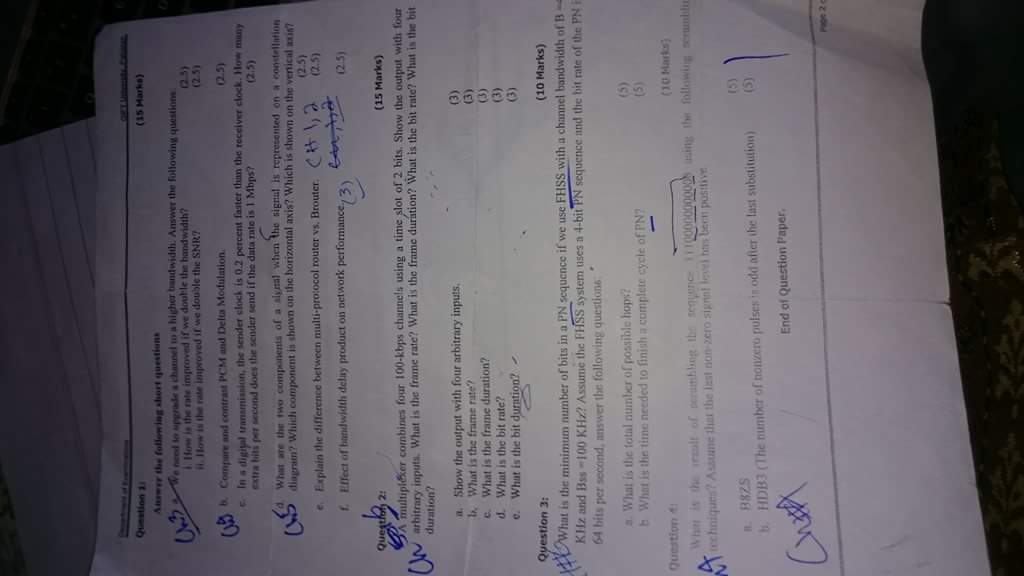 Department of Examinations GIFT University, Pakistan
Question 1: (15 Marks)
Answer the following short questions
Ch3 a. We need to upgrade a channel to a higher bandwidth. Answer the following questions:
i. How is the rate improved if we double the bandwidth? (2.5)
ii. How is the rate improved if we double the SNR? (2.5)
b. Compare and contrast PCM and Delta Modulation. (2.5)
c. In a digital transmission, the sender clock is 0.2 percent faster than the receiver clock. How many
extra bits per second does the sender send if the data rate is 1 Mbps? (2.5)
Ch5 d. What are the two components of a signal when the signal is represented on a constellation
diagram? Which component is shown on the horizontal axis? Which is shown on the vertical axis?
(2.5)
e. Explain the difference between multi-protocol router vs. Brouter. CH 1,2 (2.5)
f. Effect of bandwidth delay product on network performance. (3) (2.5)
Question 2: (15 Marks)
Ch 6
A multiplexer combines four 100-kbps channels using a time slot of 2 bits. Show the output with four
arbitrary inputs. What is the frame rate? What is the frame duration? What is the bit rate? What is the bit
duration?
a. Show the output with four arbitrary inputs. (3)
b. What is the frame rate? (3)
c. What is the frame duration? (3)
d. What is the bit rate? (3)
e. What is the bit duration? (3)
Question 3: (10 Marks)
What is the minimum number of bits in a PN sequence if we use FHSS with a channel bandwidth of B =4
KHz and Bss =100 KHz? Assume the FHSS system uses a 4-bit PN sequence and the bit rate of the PN i
64 bits per second, answer the following questions:
a. What is the total number of possible hops? (5)
b. What is the time needed to finish a complete cycle of PN? (5)
Question 4: (10 Marks)
What is the result of scrambling the sequence using the following scramblin
techniques? Assume that the last non-zero signal level has been positive.
a. B8ZS (5)
b. HDB3 (The number of nonzero pulses is odd after the last substitution) (5)
End of Question Paper.
Ch#4
Page 2 o